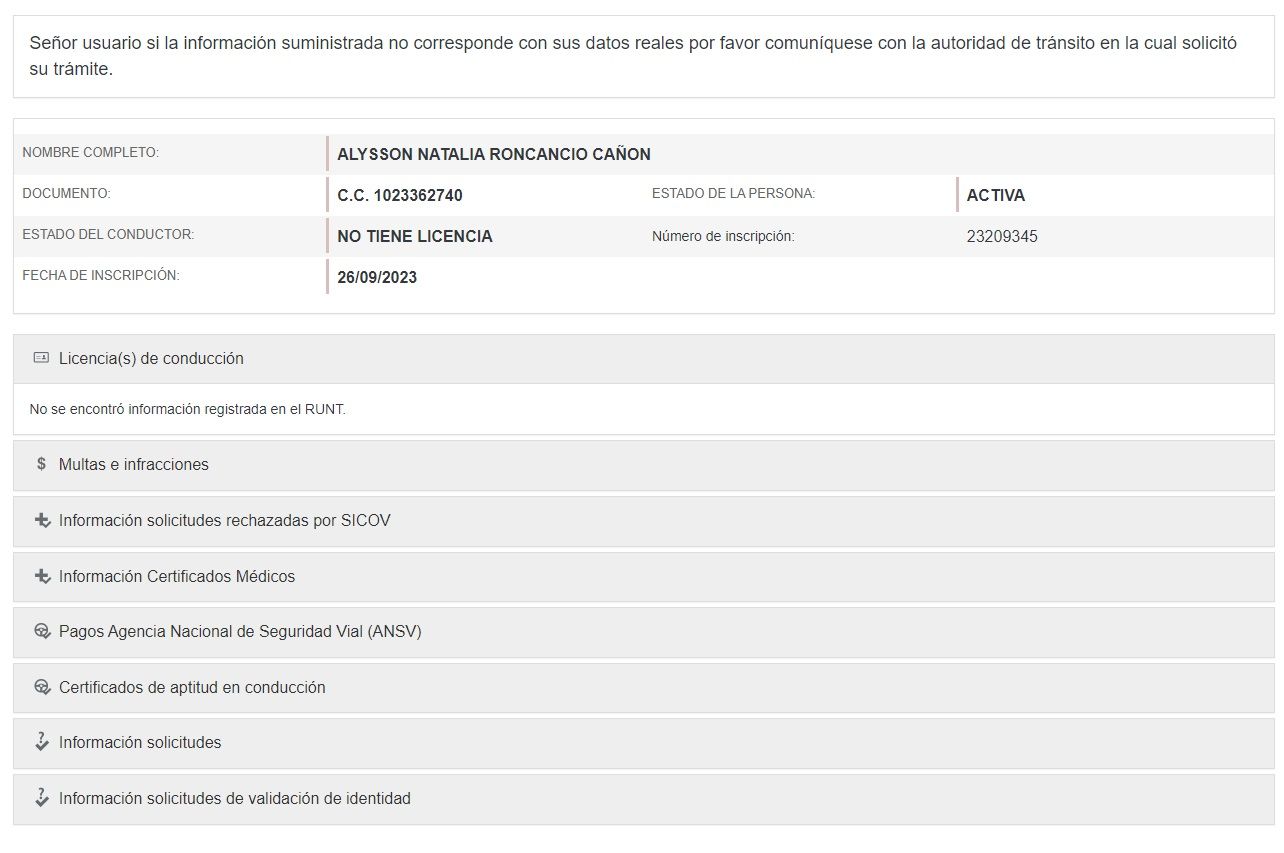 Señor usuario si la información suministrada no corresponde con sus datos reales por favor comuníquese con la autoridad de tránsito en la cual solicitó
su trámite.
NOMBRE COMPLETO: ALYSSON NATALIA RONCANCIO CAÑON
DOCUMENTO: C.C. 1023362740 ESTADO DE LA PERSONA: ACTIVA
ESTADO DEL CONDUCTOR: NO TIENE LICENCIA Número de inscripción: 23209345
FECHA DE INSCRIPCIÓN: 26/09/2023
Licencia(s) de conducción
No se encontró información registrada en el RUNT.
$ Multas e infracciones
Información solicitudes rechazadas por SICOV
Información Certificados Médicos
Pagos Agencia Nacional de Seguridad Vial (ANSV)
Certificados de aptitud en conducción
Información solicitudes
Información solicitudes de validación de identidad